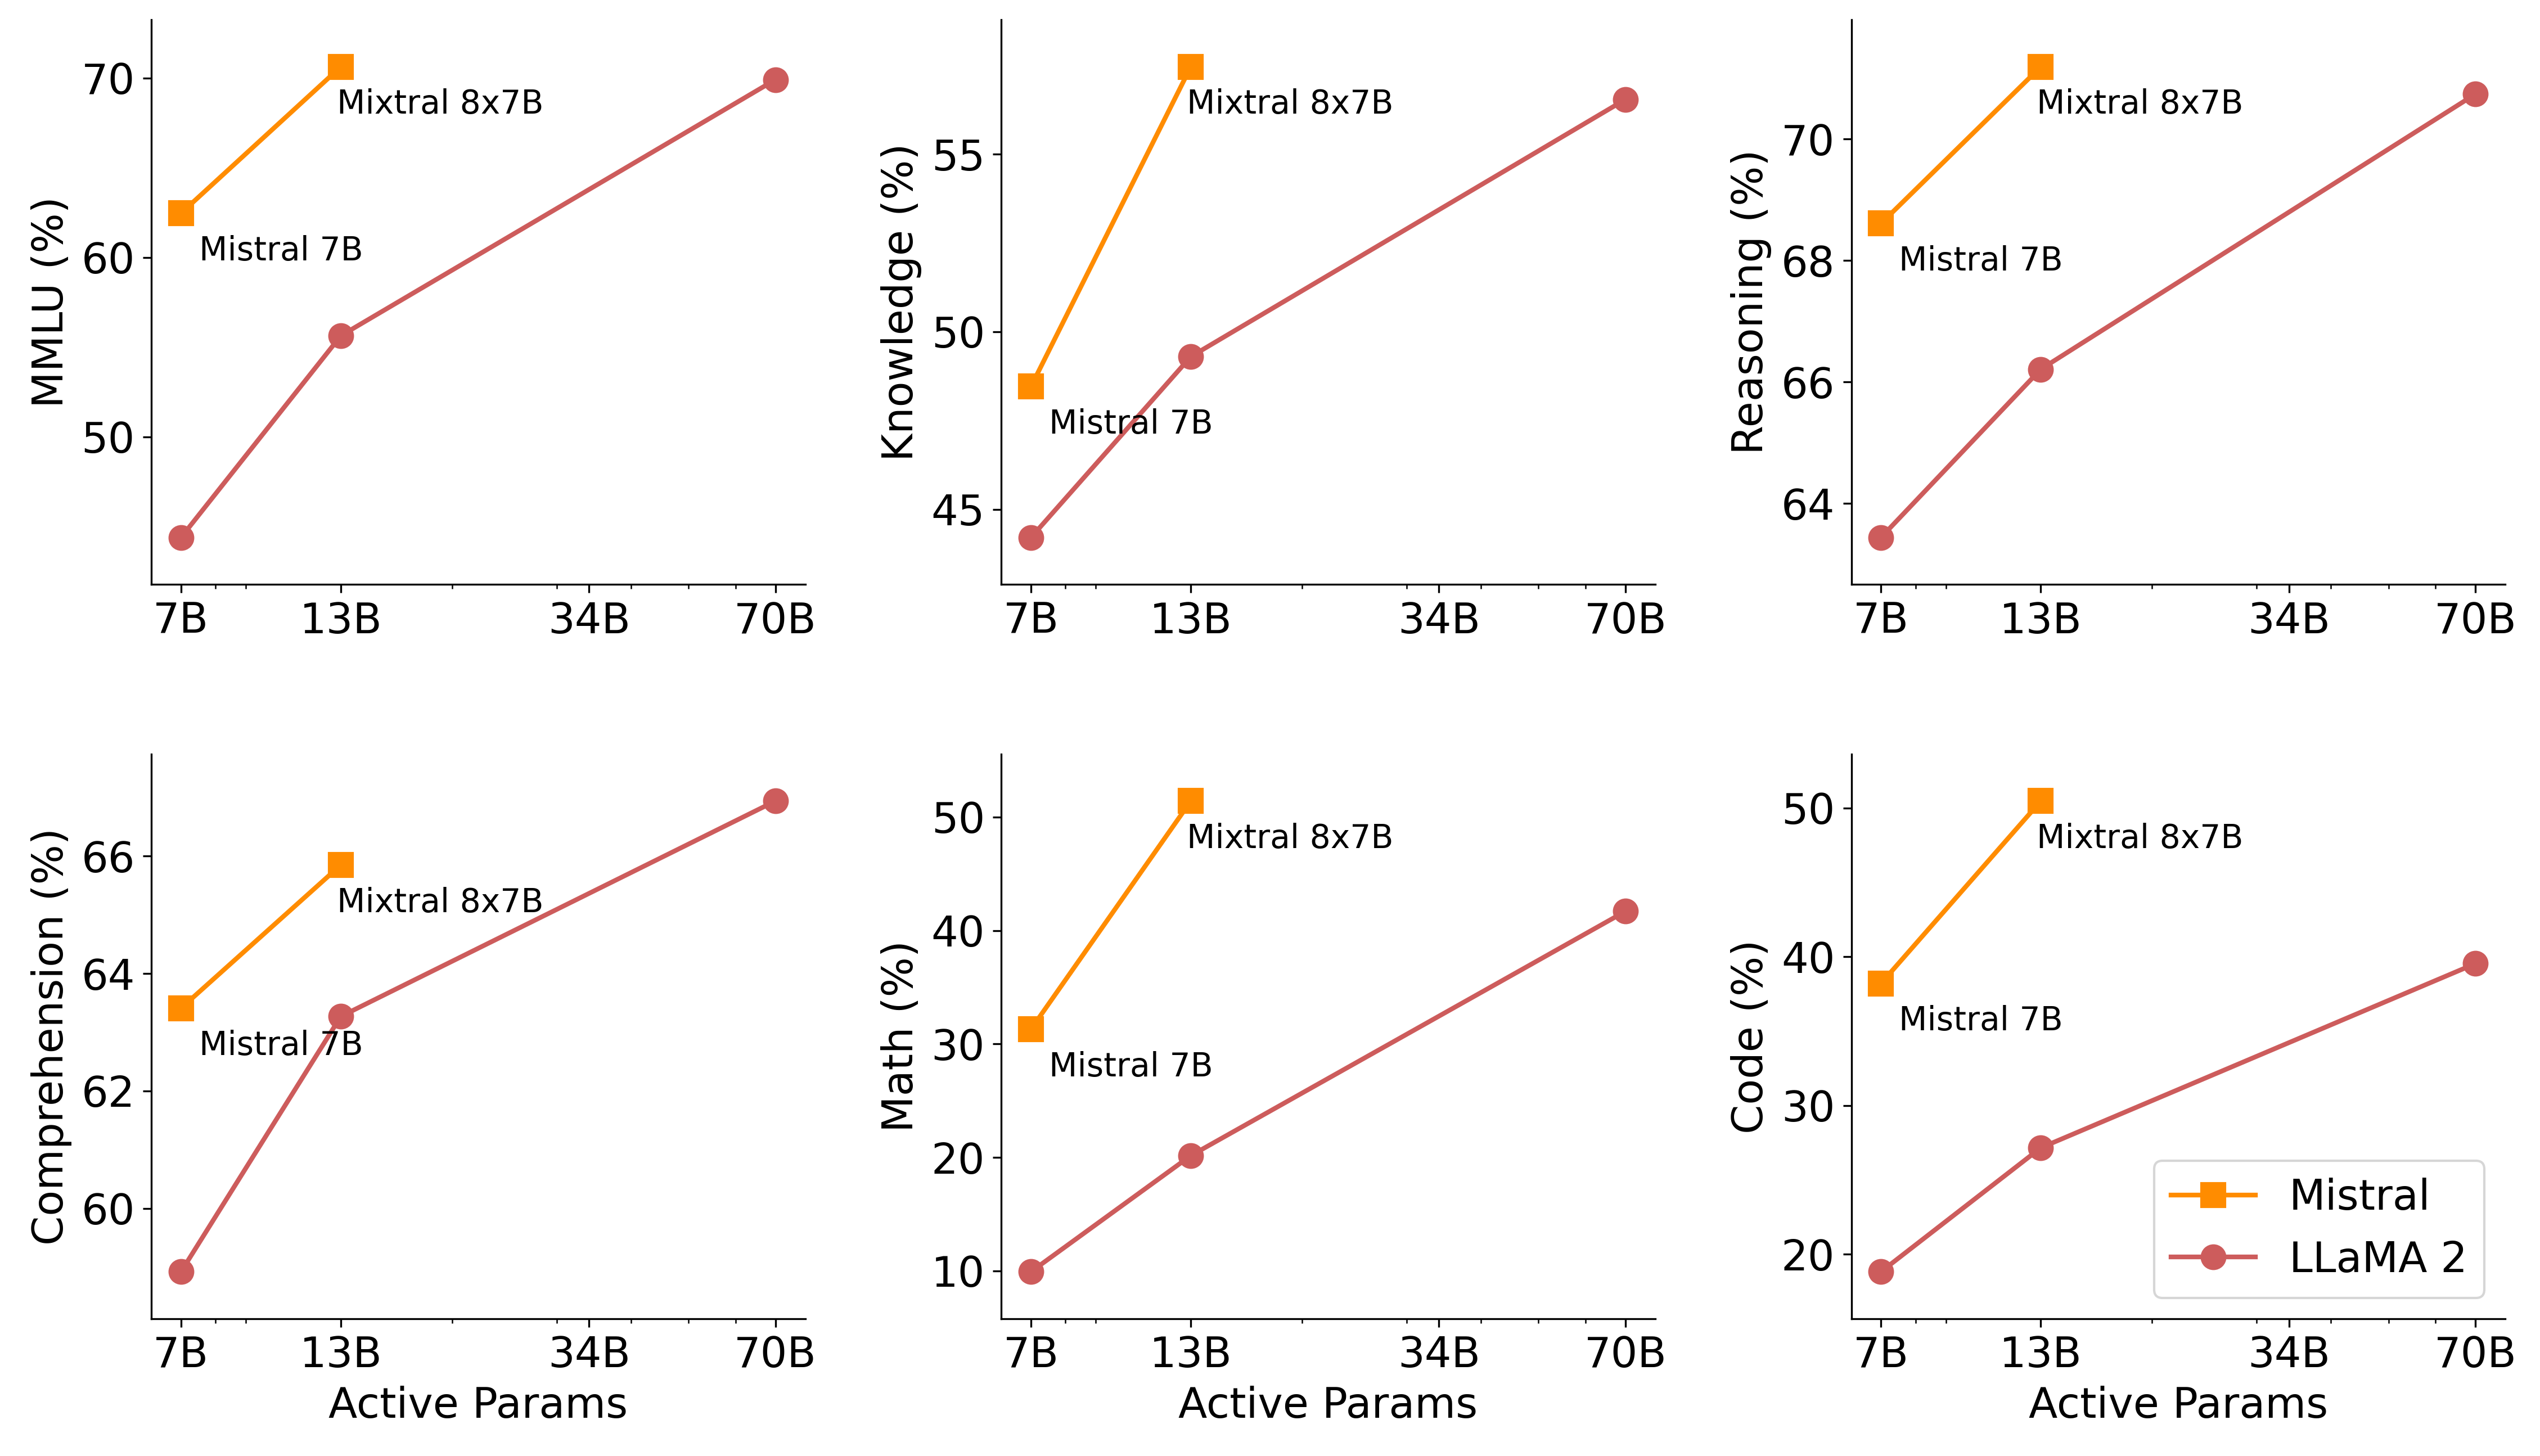 MMLU (%)
70
60
50
Mixtral 8x7B
Mistral 7B
7B 13B 34B 70B
Knowledge (%)
55
50
45
Mixtral 8x7B
Mistral 7B
7B 13B 34B 70B
Reasoning (%)
70
68
66
64
Mixtral 8x7B
Mistral 7B
7B 13B 34B 70B
Comprehension (%)
66
64
62
60
Mixtral 8x7B
Mistral 7B
7B 13B 34B 70B
Active Params
Math (%)
50
40
30
20
10
Mixtral 8x7B
Mistral 7B
7B 13B 34B 70B
Active Params
Code (%)
50
40
30
20
Mixtral 8x7B
Mistral 7B
Mistral
LLaMA 2
7B 13B 34B 70B
Active Params